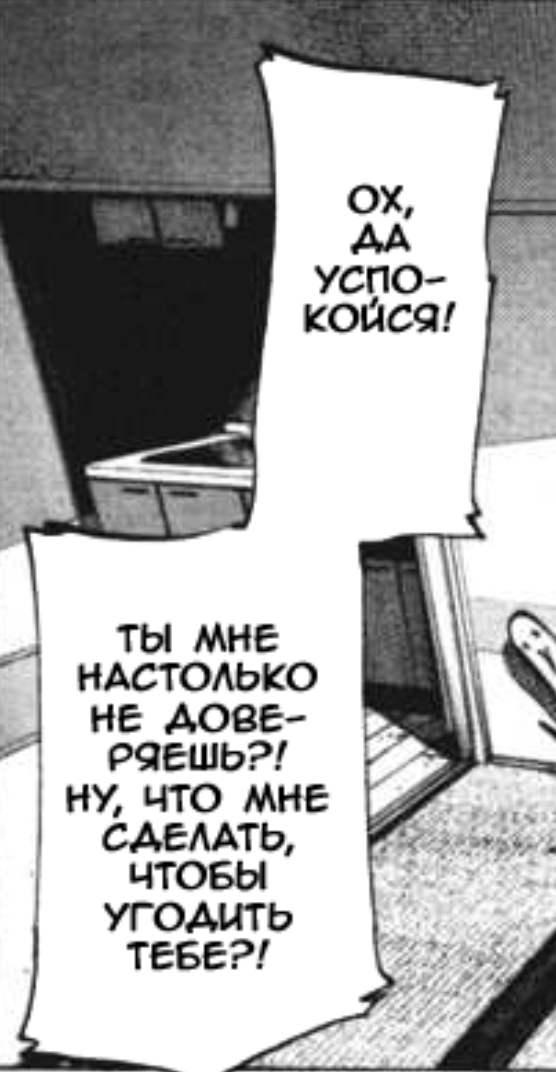 ОХ,
ДА
УСПО-
КОЙСЯ!
ТЫ МНЕ
НАСТОЛЬКО
НЕ ДОВЕ-
РЯЕШЬ?!
НУ, ЧТО МНЕ
СДЕЛАТЬ,
ЧТОБЫ
УГОДИТЬ
ТЕБЕ?!